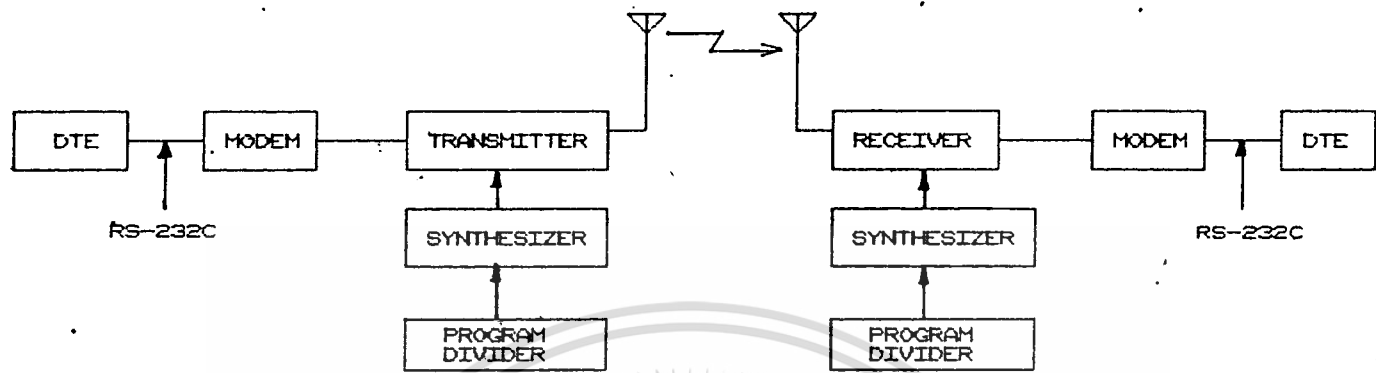 DTE
MODEM
TRANSMITTER
RECEIVER
MODEM
DTE
RS-232C
SYNTHESIZER
SYNTHESIZER
RS-232C
PROGRAM
DIVIDER
PROGRAM
DIVIDER